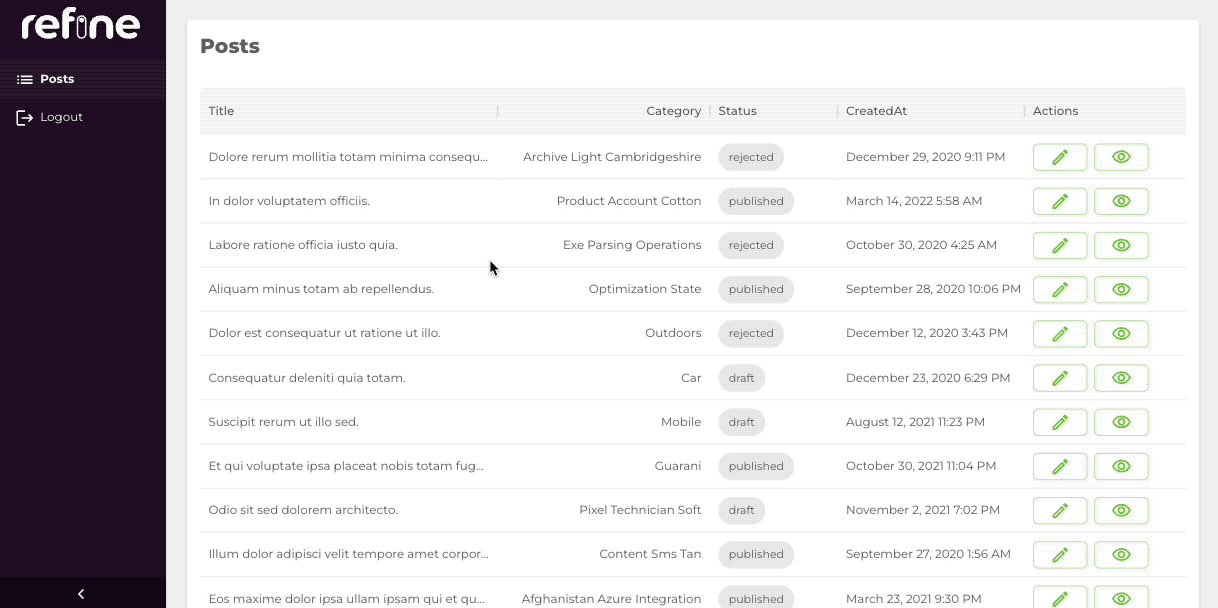 refine
Posts
Logout
Posts
Title Category Status CreatedAt Actions
Dolore rerum mollitia totam minima consequ... Archive Light Cambridgeshire rejected December 29, 2020 9:11 PM
In dolor voluptatem officiis. Product Account Cotton published March 14, 2022 5:58 AM
Labore ratione officia iusto quia. Exe Parsing Operations rejected October 30, 2020 4:25 AM
Aliquam minus totam ab repellendus. Optimization State published September 28, 2020 10:06 PM
Dolor est consequatur ut ratione ut illo. Outdoors rejected December 12, 2020 3:43 PM
Consequatur deleniti quia totam. Car draft December 23, 2020 6:29 PM
Suscipit rerum ut illo sed. Mobile draft August 12, 2021 11:23 PM
Et qui voluptate ipsa placeat nobis totam fug... Guarani published October 30, 2021 11:04 PM
Odio sit sed dolorem architecto. Pixel Technician Soft draft November 2, 2021 7:02 PM
Illum dolor adipisci velit tempore amet corpor... Content Sms Tan published September 27, 2020 1:56 AM
Eos maxime dolor ipsa ullam ipsam qui et qu... Afghanistan Azure Integration published March 23, 2021 9:30 PM